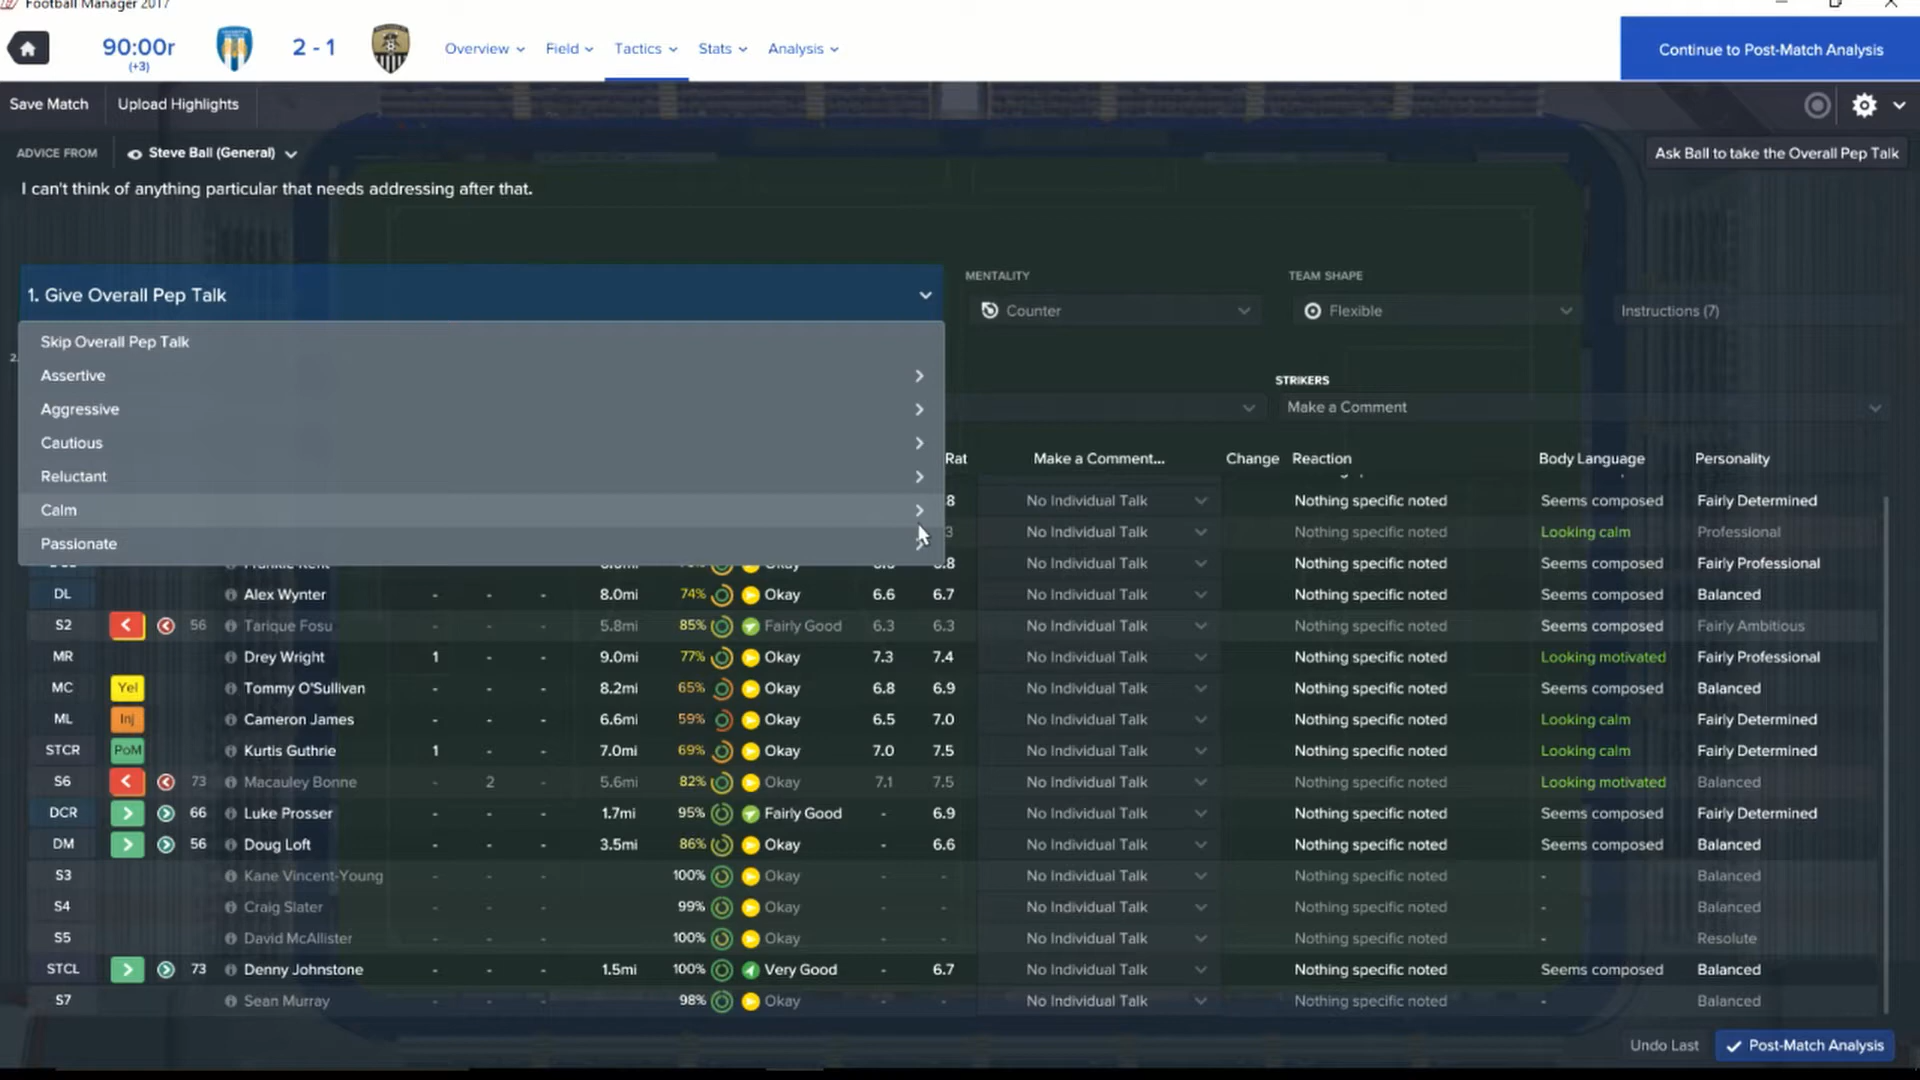 Football Manager 2017
90:00r
(+3)
2 - 1
Overview
Field
Tactics
Stats
Analysis
Continue to Post-Match Analysis
Save Match
Upload Highlights
ADVICE FROM
Steve Ball (General)
Ask Ball to take the Overall Pep Talk
I can't think of anything particular that needs addressing after that.
1. Give Overall Pep Talk
MENTALITY
Counter
TEAM SHAPE
Flexible
Instructions (7)
Skip Overall Pep Talk
Assertive
Aggressive
Cautious
Reluctant
Calm
Passionate
STRIKERS
Make a Comment
Rat Make a Comment... Change Reaction Body Language Personality
8 No Individual Talk Nothing specific noted Seems composed Fairly Determined
3 No Individual Talk Nothing specific noted Looking calm Professional
.8 No Individual Talk Nothing specific noted Seems composed Fairly Professional
DL Alex Wynter - - - 8.0mi 74% Okay 6.6 6.7 No Individual Talk Nothing specific noted Seems composed Balanced
S2 56 Tarique Fosu - - - 5.8mi 85% Fairly Good 6.3 6.3 No Individual Talk Nothing specific noted Seems composed Fairly Ambitious
MR Drey Wright 1 - - 9.0mi 77% Okay 7.3 7.4 No Individual Talk Nothing specific noted Looking motivated Fairly Professional
MC Yel Tommy O'Sullivan - - - 8.2mi 65% Okay 6.8 6.9 No Individual Talk Nothing specific noted Seems composed Balanced
ML Inj Cameron James - - - 6.6mi 59% Okay 6.5 7.0 No Individual Talk Nothing specific noted Looking calm Fairly Determined
STCR PoM Kurtis Guthrie 1 - - 7.0mi 69% Okay 7.0 7.5 No Individual Talk Nothing specific noted Looking calm Fairly Determined
S6 73 Macauley Bonne - 2 - 5.6mi 82% Okay 7.1 7.5 No Individual Talk Nothing specific noted Looking motivated Balanced
DCR 66 Luke Prosser - - - 1.7mi 95% Fairly Good - 6.9 No Individual Talk Nothing specific noted Seems composed Fairly Determined
DM 56 Doug Loft - - - 3.5mi 86% Okay - 6.6 No Individual Talk Nothing specific noted Seems composed Balanced
S3 Kane Vincent-Young - - - 100% Okay - - No Individual Talk Nothing specific noted - Balanced
S4 Craig Slater - - - 99% Okay - - No Individual Talk Nothing specific noted - Balanced
S5 David McAllister - - - 100% Okay - - No Individual Talk Nothing specific noted - Resolute
STCL 73 Denny Johnstone - - - 1.5mi 100% Very Good - 6.7 No Individual Talk Nothing specific noted Seems composed Balanced
S7 Sean Murray - - - 98% Okay - - No Individual Talk Nothing specific noted - Balanced
Undo Last
Post-Match Analysis